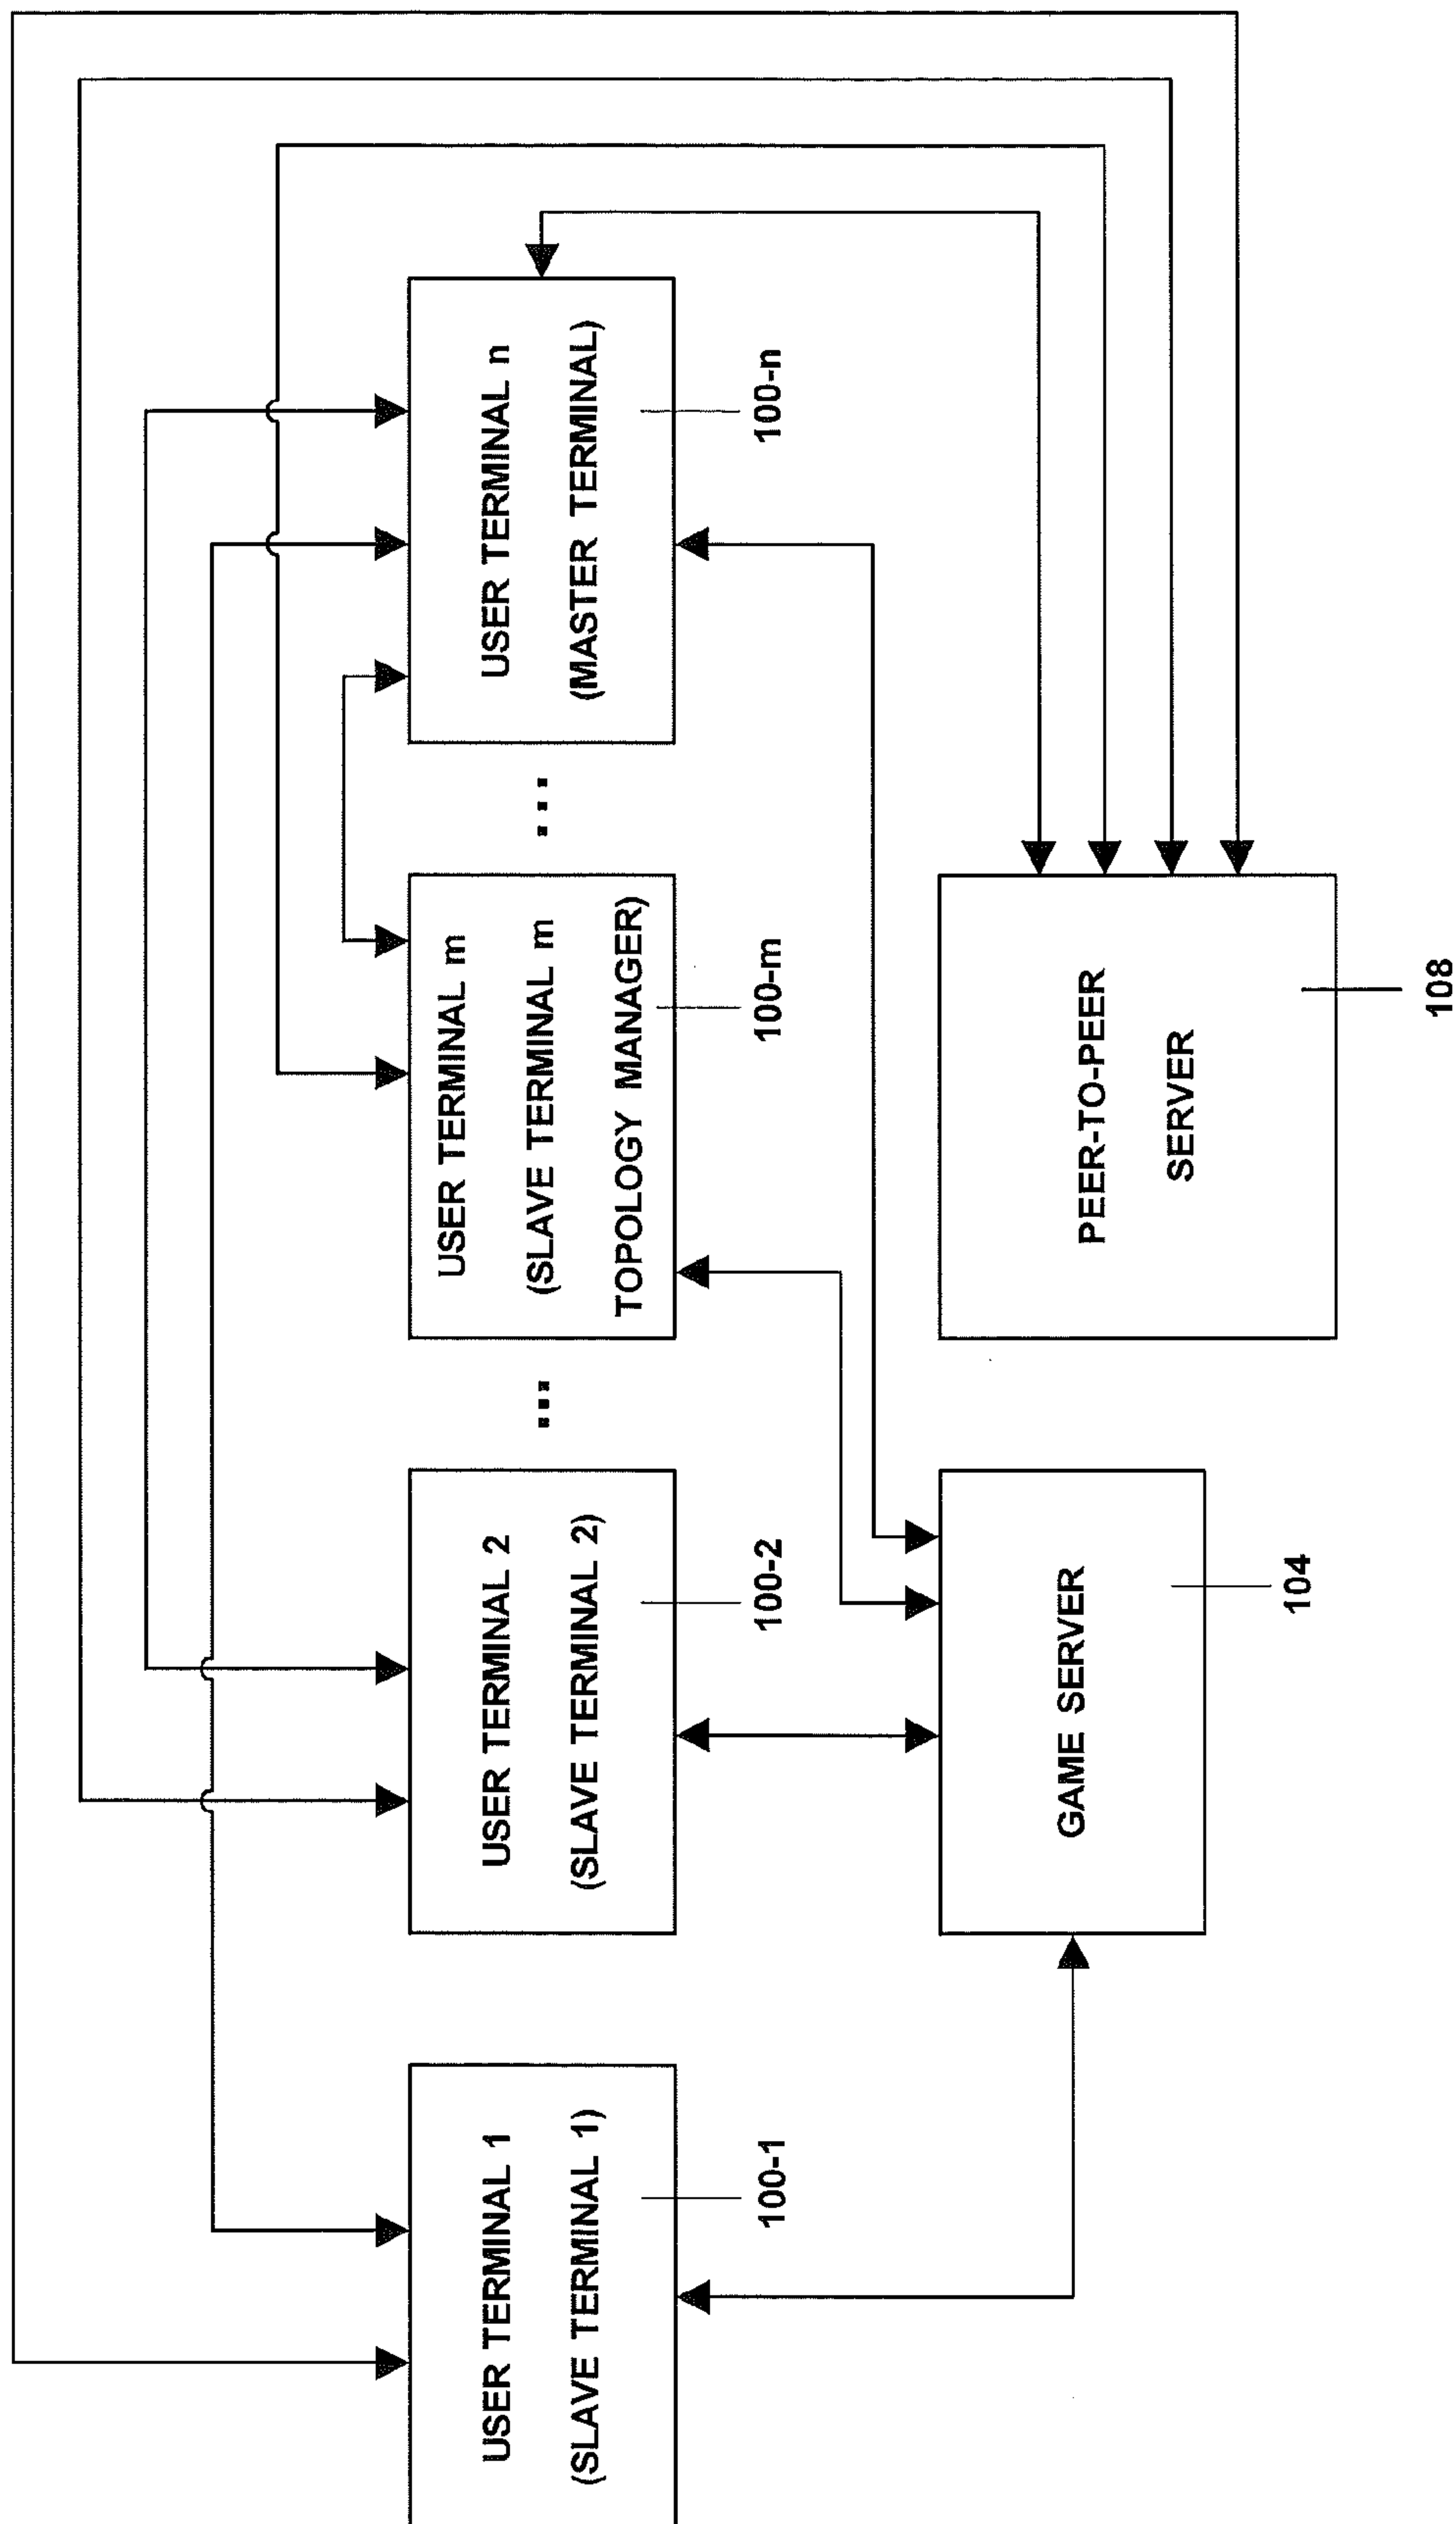 USER TERMINAL 1
(SLAVE TERMINAL 1)
100-1
USER TERMINAL 2
(SLAVE TERMINAL 2)
100-2
...
USER TERMINAL m
(SLAVE TERMINAL m
TOPOLOGY MANAGER)
100-m
...
USER TERMINAL n
(MASTER TERMINAL)
100-n
GAME SERVER
104
PEER-TO-PEER
SERVER
108